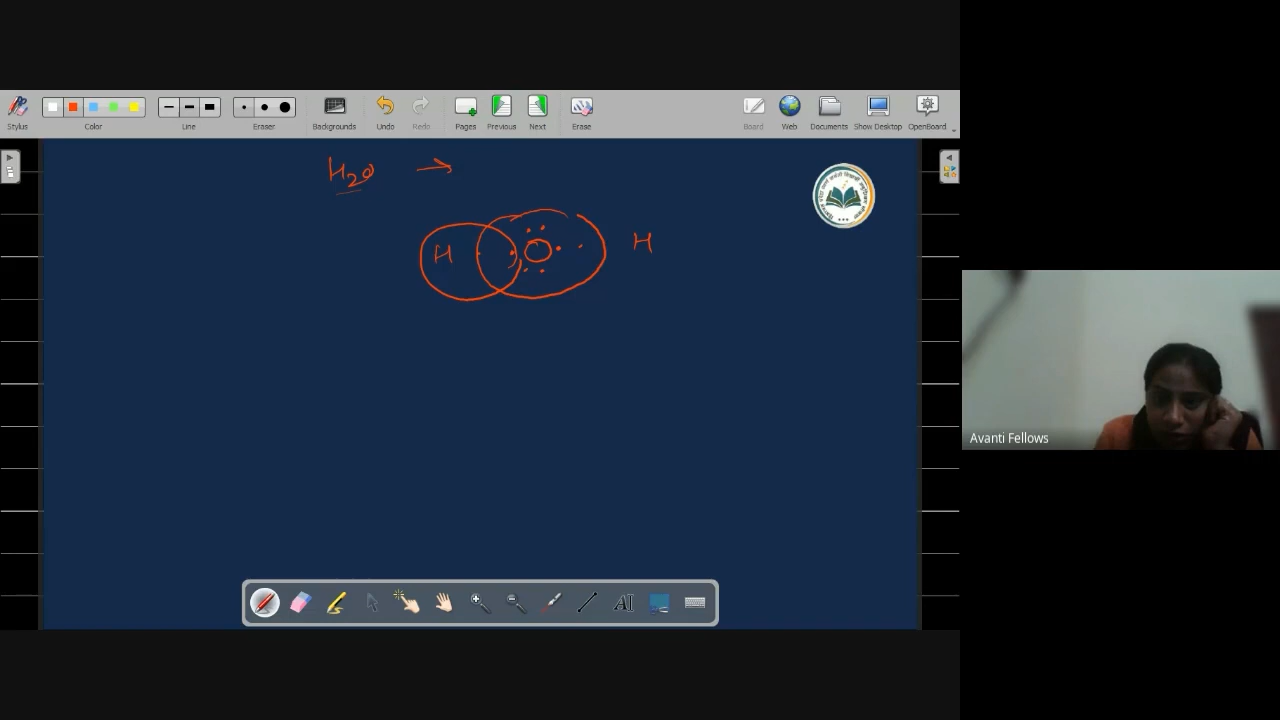 Stylus
Color
Line
Eraser
Backgrounds
Undo
Redo
Pages
Previous
Next
Erase
Board
Web
Documents
Show Desktop
OpenBoard
H₂O →
H O H
Avanti Fellows
AI